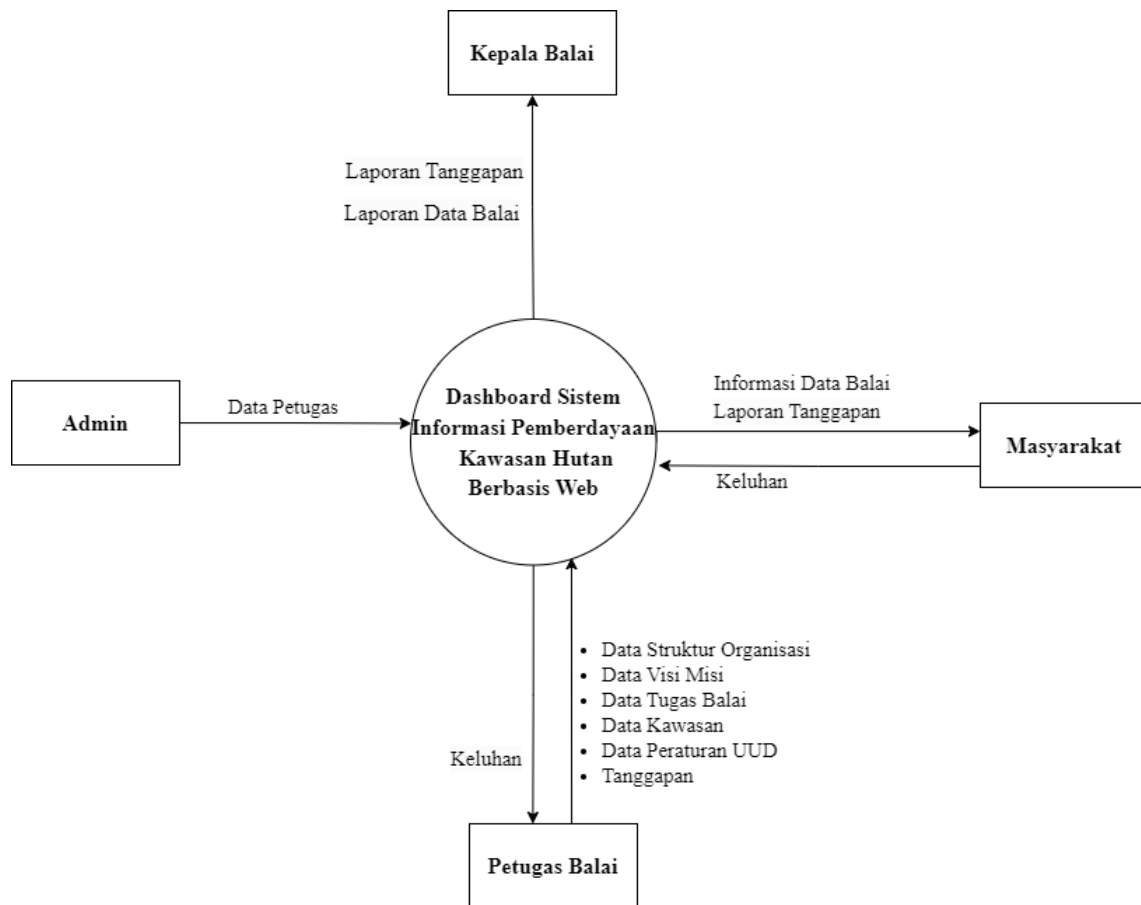 Kepala Balai
Laporan Tanggapan
Laporan Data Balai
Admin
Data Petugas
Dashboard Sistem
Informasi Pemberdayaan
Kawasan Hutan
Berbasis Web
Informasi Data Balai
Laporan Tanggapan
Keluhan
Masyarakat
Keluhan
• Data Struktur Organisasi
• Data Visi Misi
• Data Tugas Balai
• Data Kawasan
• Data Peraturan UUD
• Tanggapan
Petugas Balai